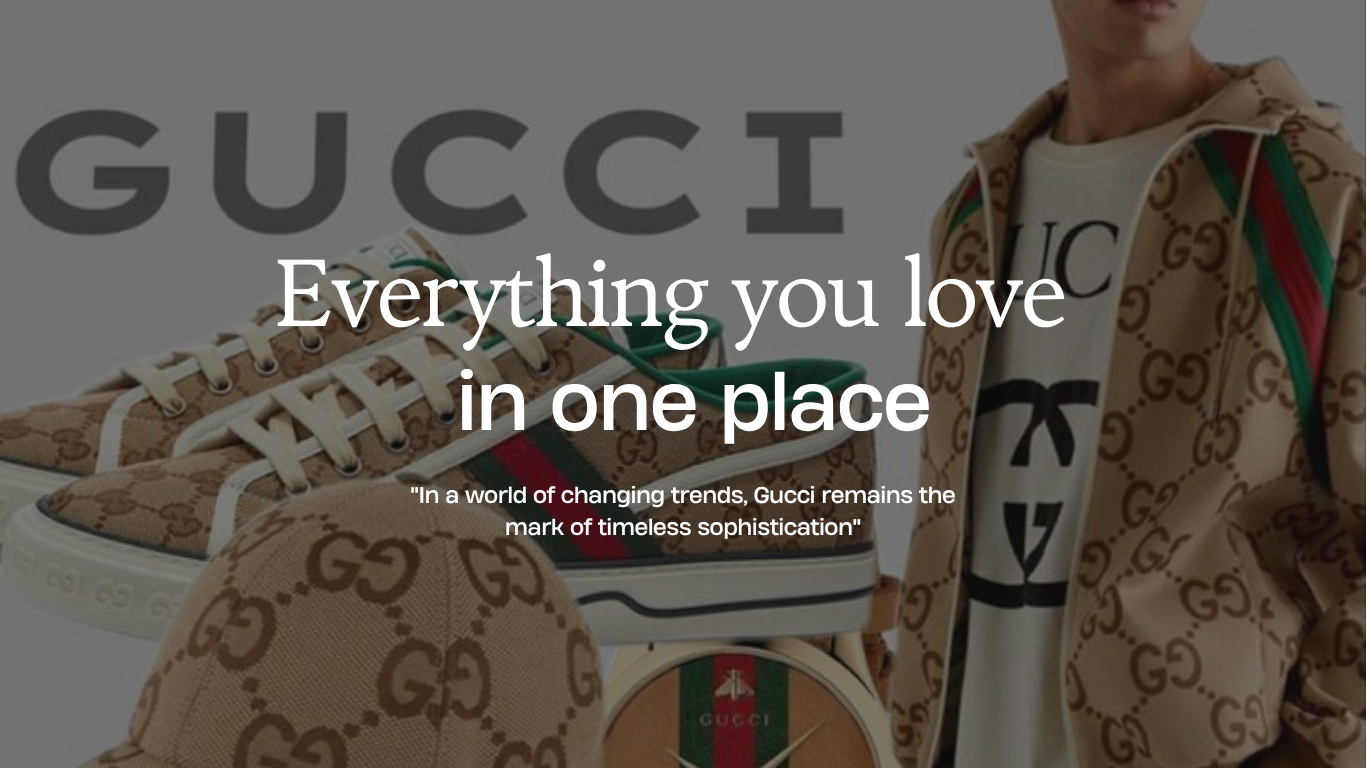 GUCCI
UC
Everything you love
in one place
"In a world of changing trends, Gucci remains the
mark of timeless sophistication"
GUCCI